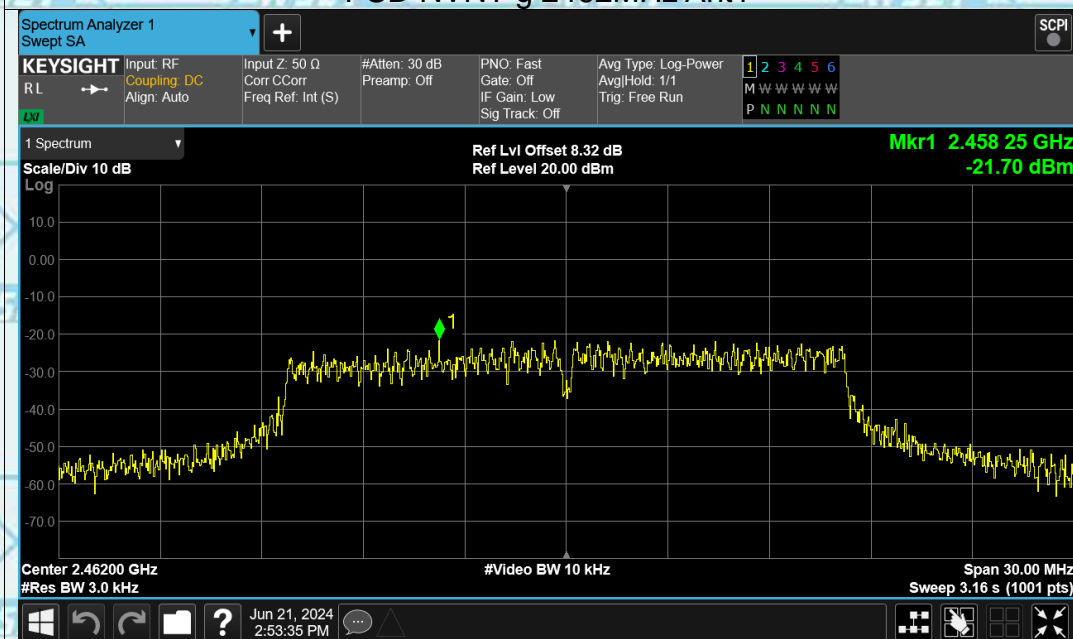 PSD NVNT g 2462MHz Ant1
Spectrum Analyzer 1
Swept SA
+
SCPI
KEYSIGHT
RL
LXI
Input: RF
Coupling: DC
Align: Auto
Input Z: 50 Ω
Corr CCorr
Freq Ref: Int (S)
#Atten: 30 dB
Preamp: Off
PNO: Fast
Gate: Off
IF Gain: Low
Sig Track: Off
Avg Type: Log-Power
Avg|Hold: 1/1
Trig: Free Run
1 2 3 4 5 6
M W W W W W
P N N N N N
1 Spectrum
Scale/Div 10 dB
Log
Ref Lvl Offset 8.32 dB
Ref Level 20.00 dBm
Mkr1 2.458 25 GHz
-21.70 dBm
10.0
0.00
-10.0
-20.0
-30.0
-40.0
-50.0
-60.0
-70.0
1
Center 2.46200 GHz
#Res BW 3.0 kHz
#Video BW 10 kHz
Span 30.00 MHz
Sweep 3.16 s (1001 pts)
?
Jun 21, 2024
2:53:35 PM